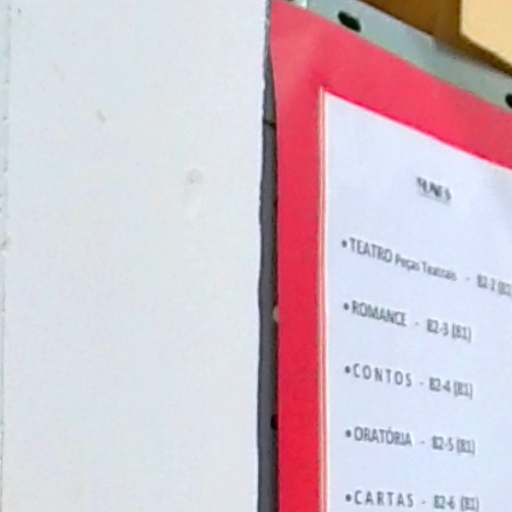 •TEATRO Peças Teatrais - 82-2 (81
•ROMANCE - 82-3 (81)
•CONTOS - 82-4 (81)
•ORATÓRIA - 82-5 (81)
•CARTAS - 82-6 (81)